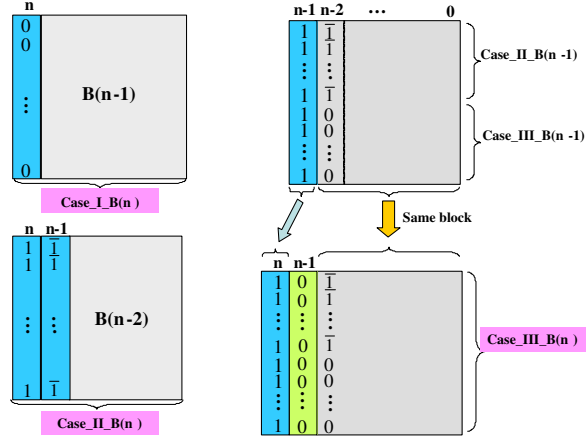 n
0
0
⋮
0
B(n-1)
Case_I_B(n )
n n-1
1 1̅
1 1̅
⋮ ⋮
1 1̅
B(n-2)
Case_II_B(n )
n-1 n-2 ... 0
1 1̅
1 1̅
⋮ ⋮
1 1̅
1 0
1 0
⋮ ⋮
1 0
Case_II_B(n -1)
Case_III_B(n -1)
Same block
n n-1
1 0 1̅
1 0 1̅
⋮ ⋮ ⋮
1 0 1̅
1 0 0
1 0 0
⋮ ⋮ ⋮
1 0 0
Case_III_B(n )